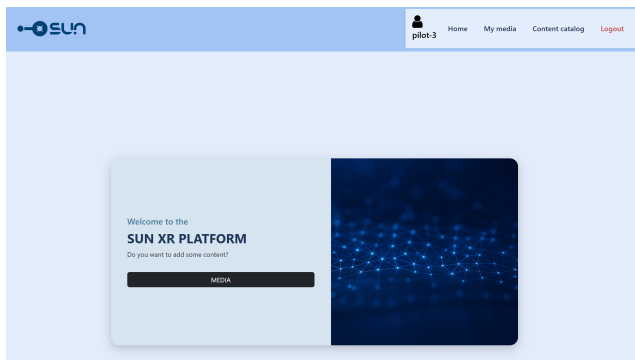 SUN
pilot-3
Home
My media
Content catalog
Logout
Welcome to the
SUN XR PLATFORM
Do you want to add some content?
MEDIA